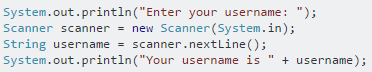 System.out.println("Enter your username: ");
Scanner scanner = new Scanner(System.in);
String username = scanner.nextLine();
System.out.println("Your username is " + username);